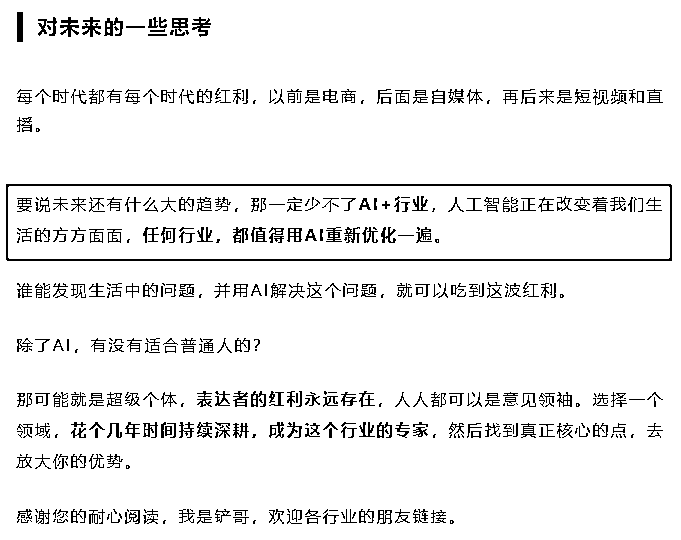 对未来的一些思考
每个时代都有每个时代的红利，以前是电商，后面是自媒体，再后来是短视频和直
播。
要说未来还有什么大的趋势，那一定少不了AI+行业，人工智能正在改变着我们生
活的方方面面，任何行业，都值得用AI重新优化一遍。
谁能发现生活中的问题，并用AI解决这个问题，就可以吃到这波红利。
除了AI，有没有适合普通人的？
那可能就是超级个体，表达者的红利永远存在，人人都可以是意见领袖。选择一个
领域，花个几年时间持续深耕，成为这个行业的专家，然后找到真正核心的点，去
放大你的优势。
感谢您的耐心阅读，我是铲哥，欢迎各行业的朋友链接。